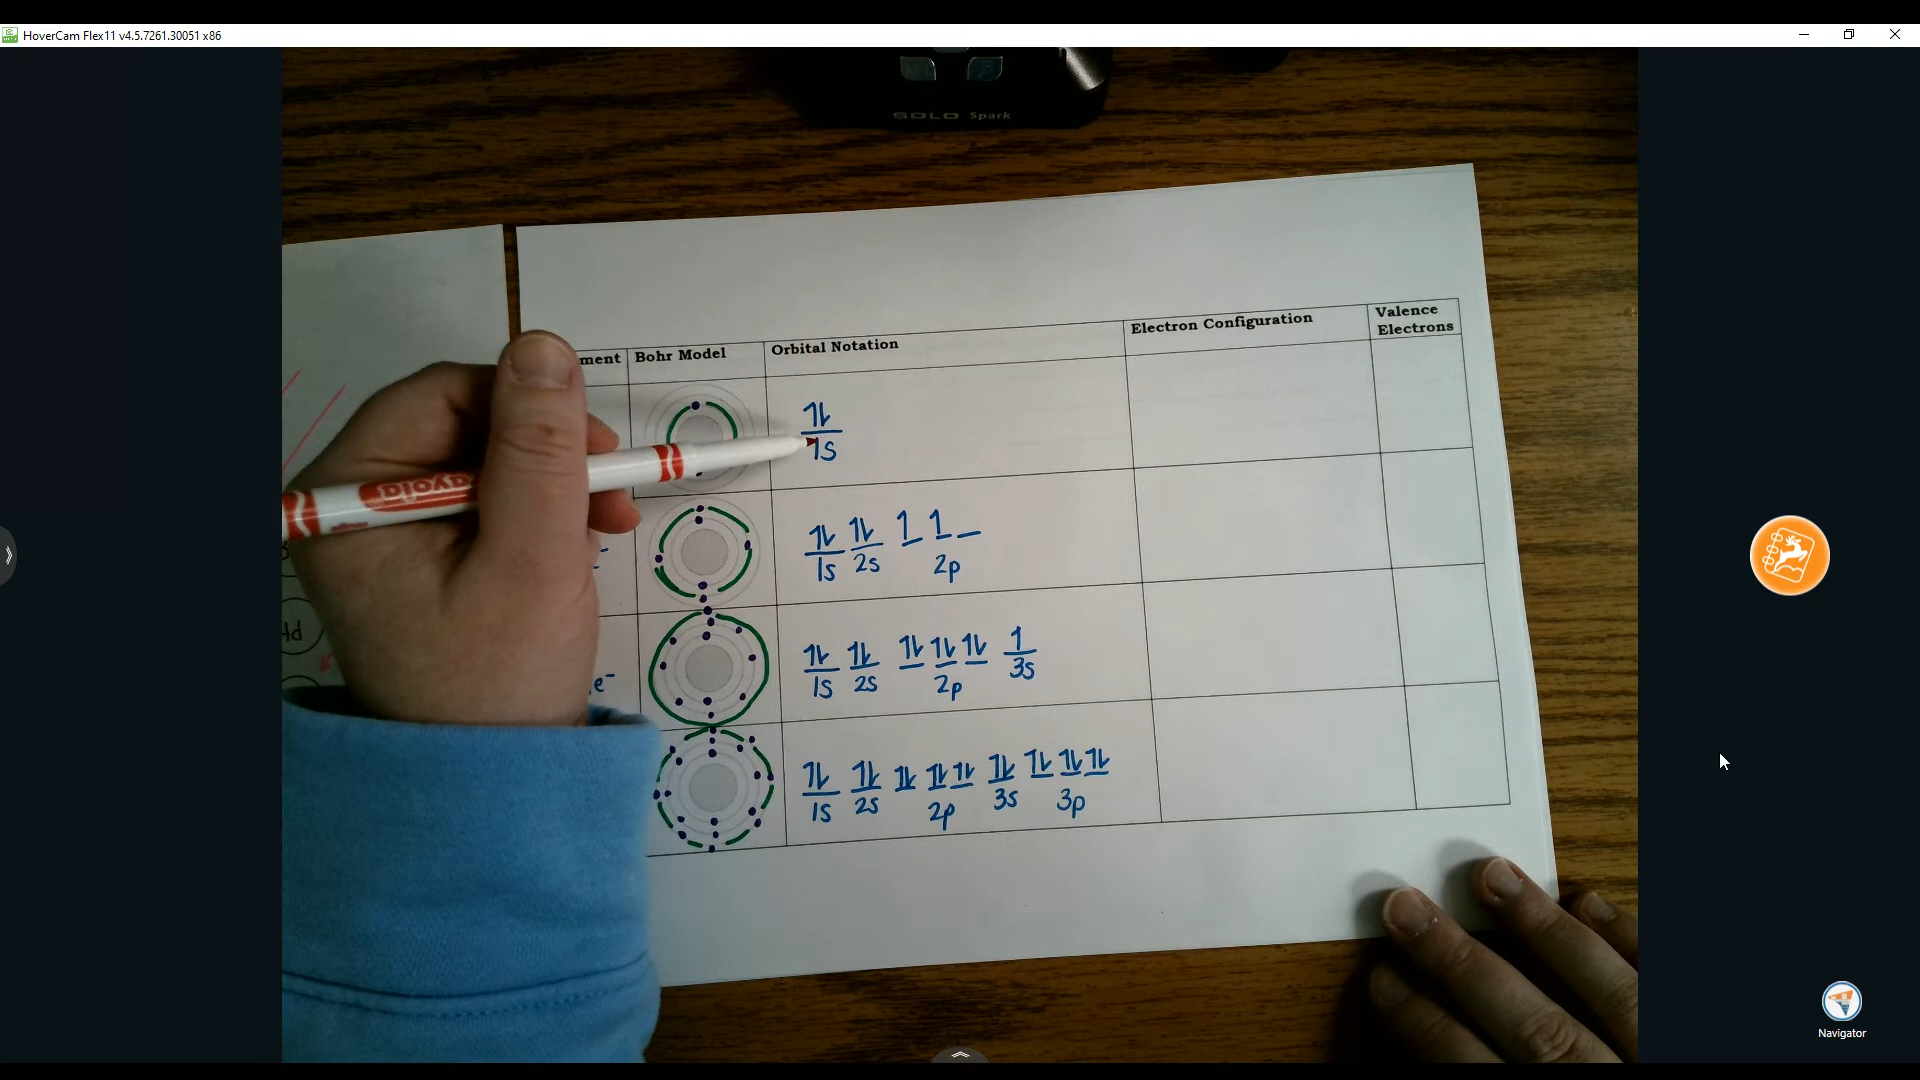 HoverCam Flex11 v4.5.7261.30051 x86
SOLO Spark
ment Bohr Model Orbital Notation Electron Configuration Valence Electrons
1s
1s 2s 2p
e-
1s 2s 2p 3s
1s 2s 2p 3s 3p
ayola
Navigator